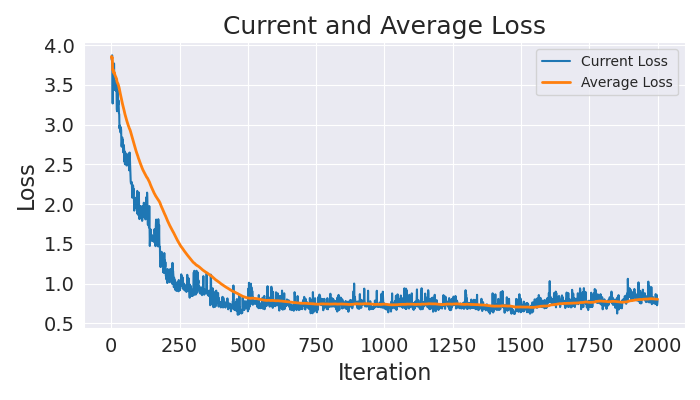 Current and Average Loss
4.0
3.5
3.0
2.5
2.0
1.5
1.0
0.5
Loss
Current Loss
Average Loss
0 250 500 750 1000 1250 1500 1750 2000
Iteration